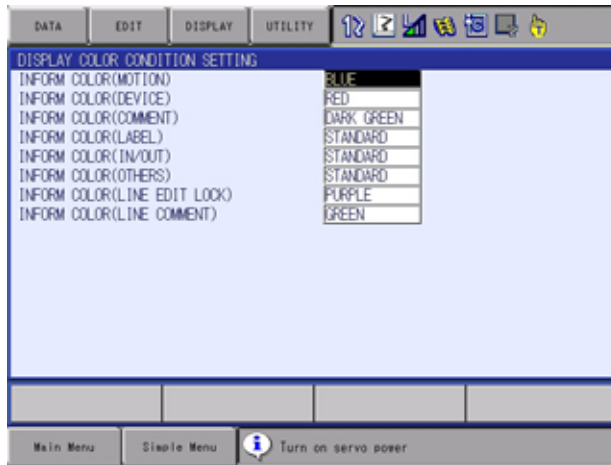 DATA EDIT DISPLAY UTILITY
DISPLAY COLOR CONDITION SETTING
INFORM COLOR(MOTION) BLUE
INFORM COLOR(DEVICE) RED
INFORM COLOR(COMMENT) DARK GREEN
INFORM COLOR(LABEL) STANDARD
INFORM COLOR(IN/OUT) STANDARD
INFORM COLOR(OTHERS) STANDARD
INFORM COLOR(LINE EDIT LOCK) PURPLE
INFORM COLOR(LINE COMMENT) GREEN
Main Menu Simple Menu Turn on servo power